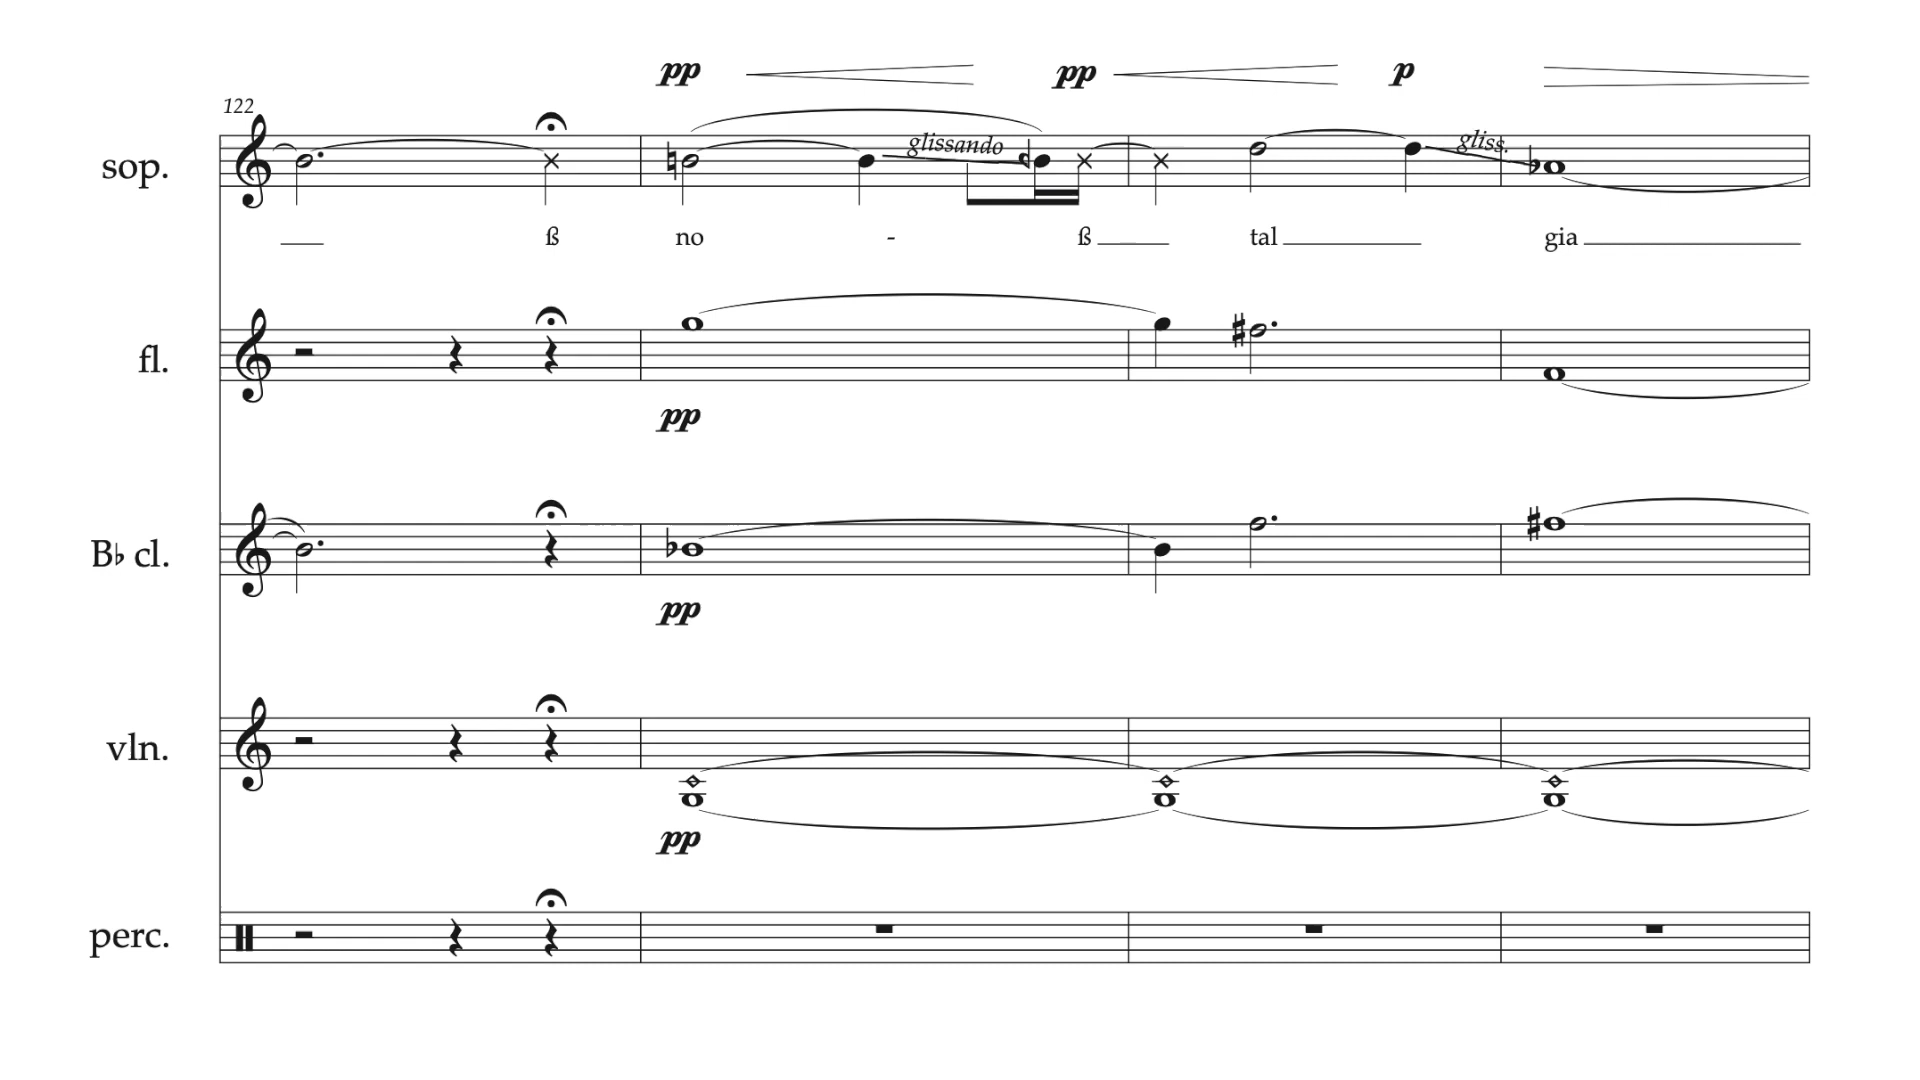 pp pp p
122
glissando gliss.
sop.
ß no - ß tal gia
fl.
pp
B♭ cl.
pp
vln.
pp
perc.